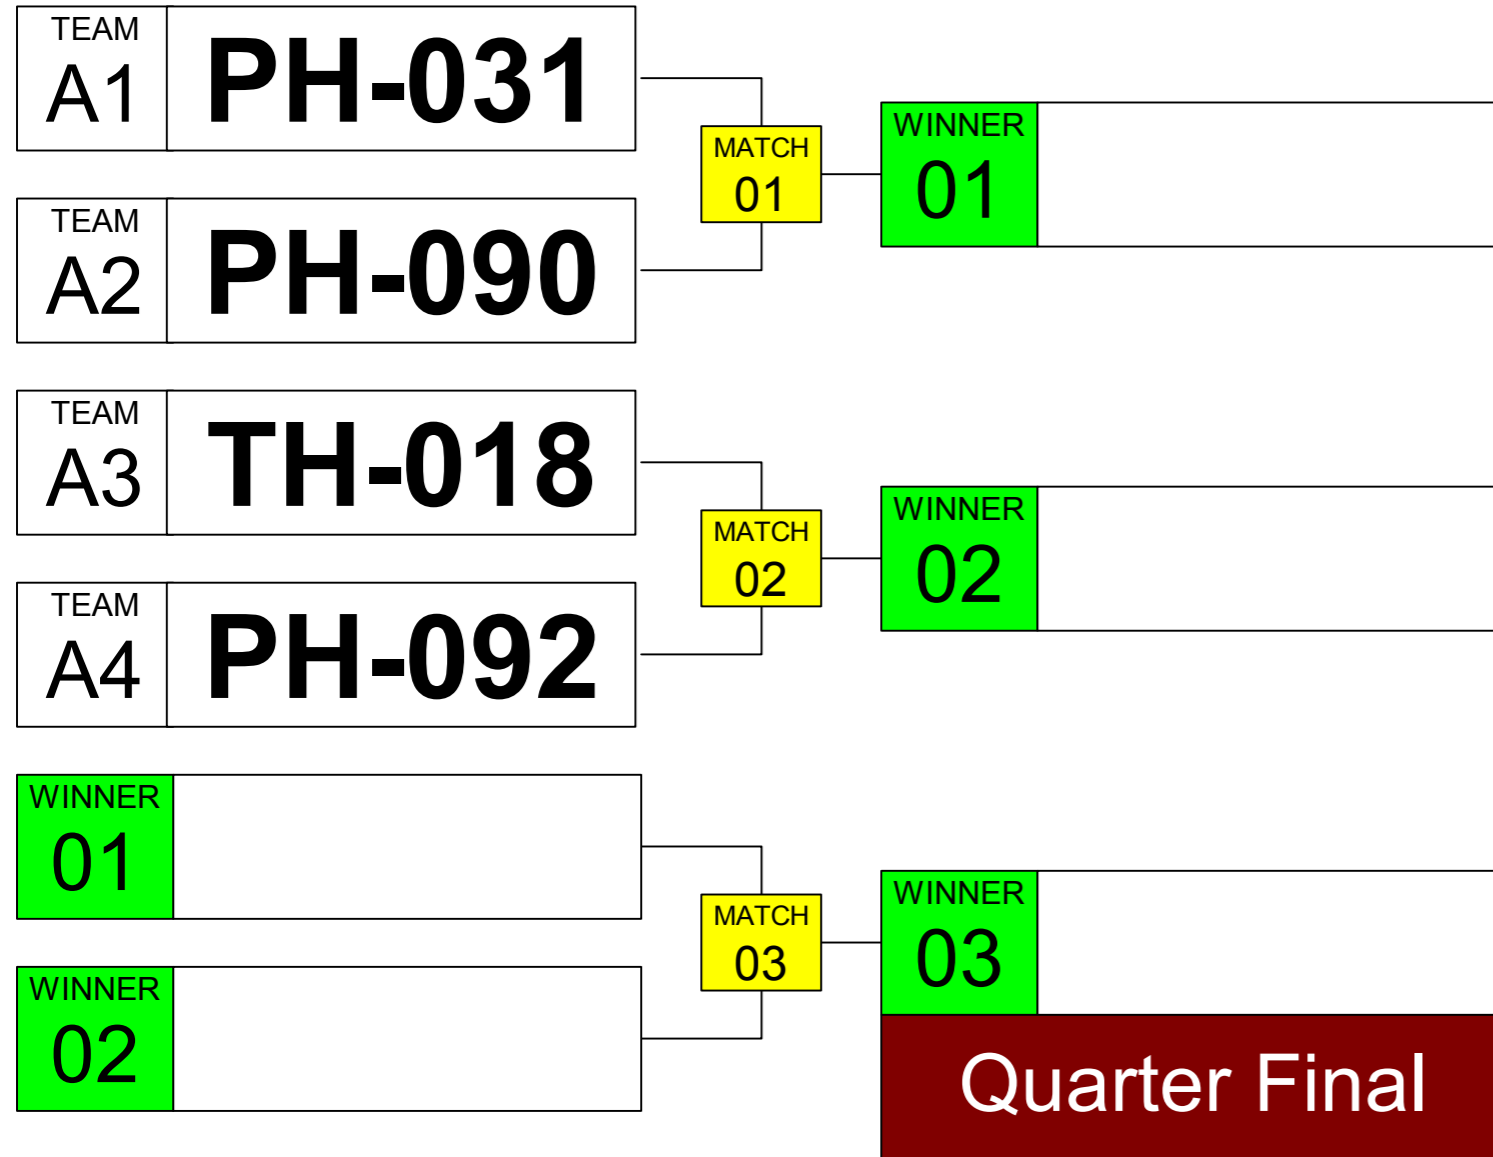 TEAM
A1
PH-031
TEAM
A2
PH-090
MATCH
01
WINNER
01
TEAM
A3
TH-018
TEAM
A4
PH-092
MATCH
02
WINNER
02
WINNER
01
WINNER
02
MATCH
03
WINNER
03
Quarter Final